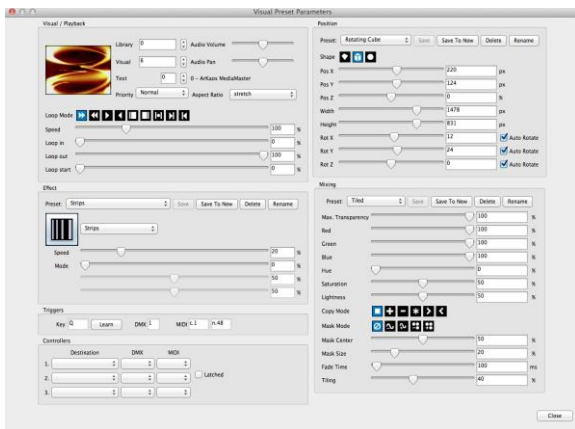 Visual Preset Parameters
Visual / Playback
Library 0 Audio Volume
Visual 6 Audio Pan
Text 0 0 - ArKaos MediaMaster
Priority Normal Aspect Ratio stretch
Loop Mode
Speed 100 %
Loop in 0 %
Loop out 100 %
Loop start 0 %
Effect
Preset: Strips Save Save To New Delete Rename
Strips
Speed 20 %
Mode 0 %
50 %
50 %
Triggers
Key Q Learn DMX 1 MIDI c.1 n.48
Controllers
Destination DMX MIDI
1.
2. Latched
3.
Position
Preset: Rotating Cube Save Save To New Delete Rename
Shape
Pos X 220 px
Pos Y 124 px
Pos Z 0 %
Width 1478 px
Height 831 px
Rot X 12 Auto Rotate
Rot Y 24 Auto Rotate
Rot Z 0 Auto Rotate
Mixing
Preset: Tiled Save Save To New Delete Rename
Max. Transparency 100 %
Red 100 %
Green 100 %
Blue 100 %
Hue 0 %
Saturation 50 %
Lightness 50 %
Copy Mode
Mask Mode
Mask Center 50 %
Mask Size 20 %
Fade Time 100 ms
Tiling 40 %
Close